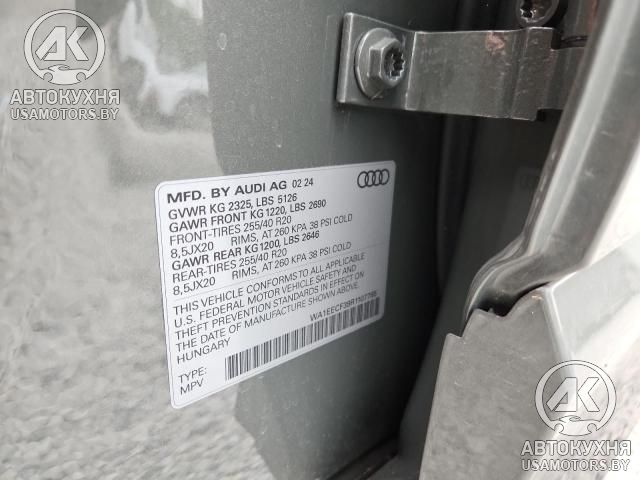 АК
АВТОКУХНЯ
USAMOTORS.BY
MFD. BY AUDI AG 02 24
GVWR KG 2325, LBS 5126
GAWR FRONT KG 1220, LBS 2690
FRONT-TIRES 255/40 R20
8,5JX20 RIMS, AT 260 KPA 38 PSI COLD
GAWR REAR KG 1200, LBS 2646
REAR-TIRES 255/40 R20
8,5JX20 RIMS, AT 260 KPA 38 PSI COLD
THIS VEHICLE CONFORMS TO ALL APPLICABLE
U.S. FEDERAL MOTOR VEHICLE SAFETY AND
THEFT PREVENTION STANDARDS IN EFFECT ON
THE DATE OF MANUFACTURE SHOWN ABOVE.
HUNGARY
WA1EECF39R1107795
TYPE:
MPV
АК
АВТОКУХНЯ
USAMOTORS.BY